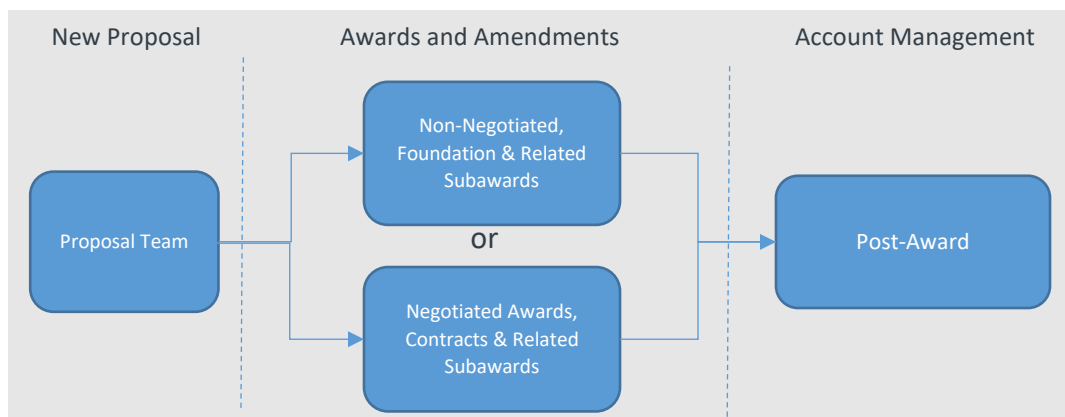 New Proposal
Awards and Amendments
Account Management
Non-Negotiated,
Foundation & Related
Subawards
Proposal Team
or
Post-Award
Negotiated Awards,
Contracts & Related
Subawards